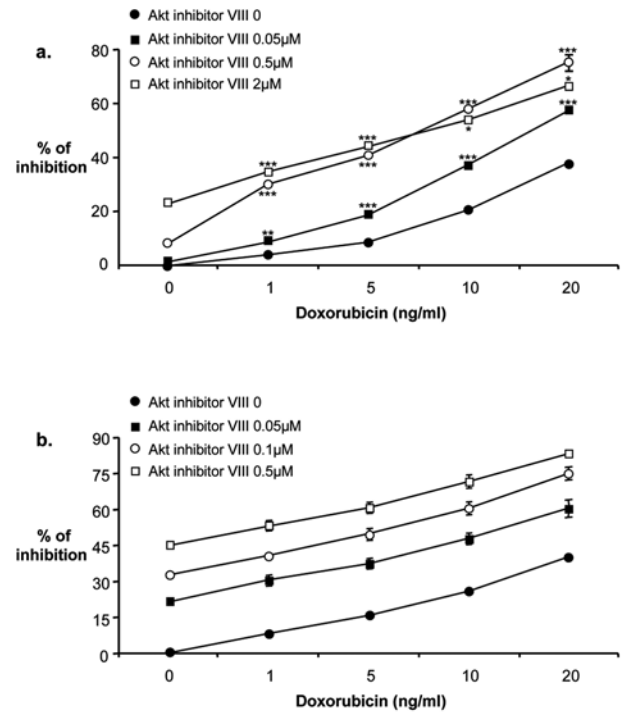 Akt inhibitor VIII 0
Akt inhibitor VIII 0.05µM
a.
Akt inhibitor VIII 0.5µM
80
Akt inhibitor VIII 2µM
***
*
***
60
***
*
***
% of
inhibition
40
***
***
***
***
20
***
**
0
0 1 5 10 20
Doxorubicin (ng/ml)
Akt inhibitor VIII 0
Akt inhibitor VIII 0.05µM
b.
90
Akt inhibitor VIII 0.1µM
Akt inhibitor VIII 0.5µM
75
60
% of
inhibition
45
30
15
0
0 1 5 10 20
Doxorubicin (ng/ml)